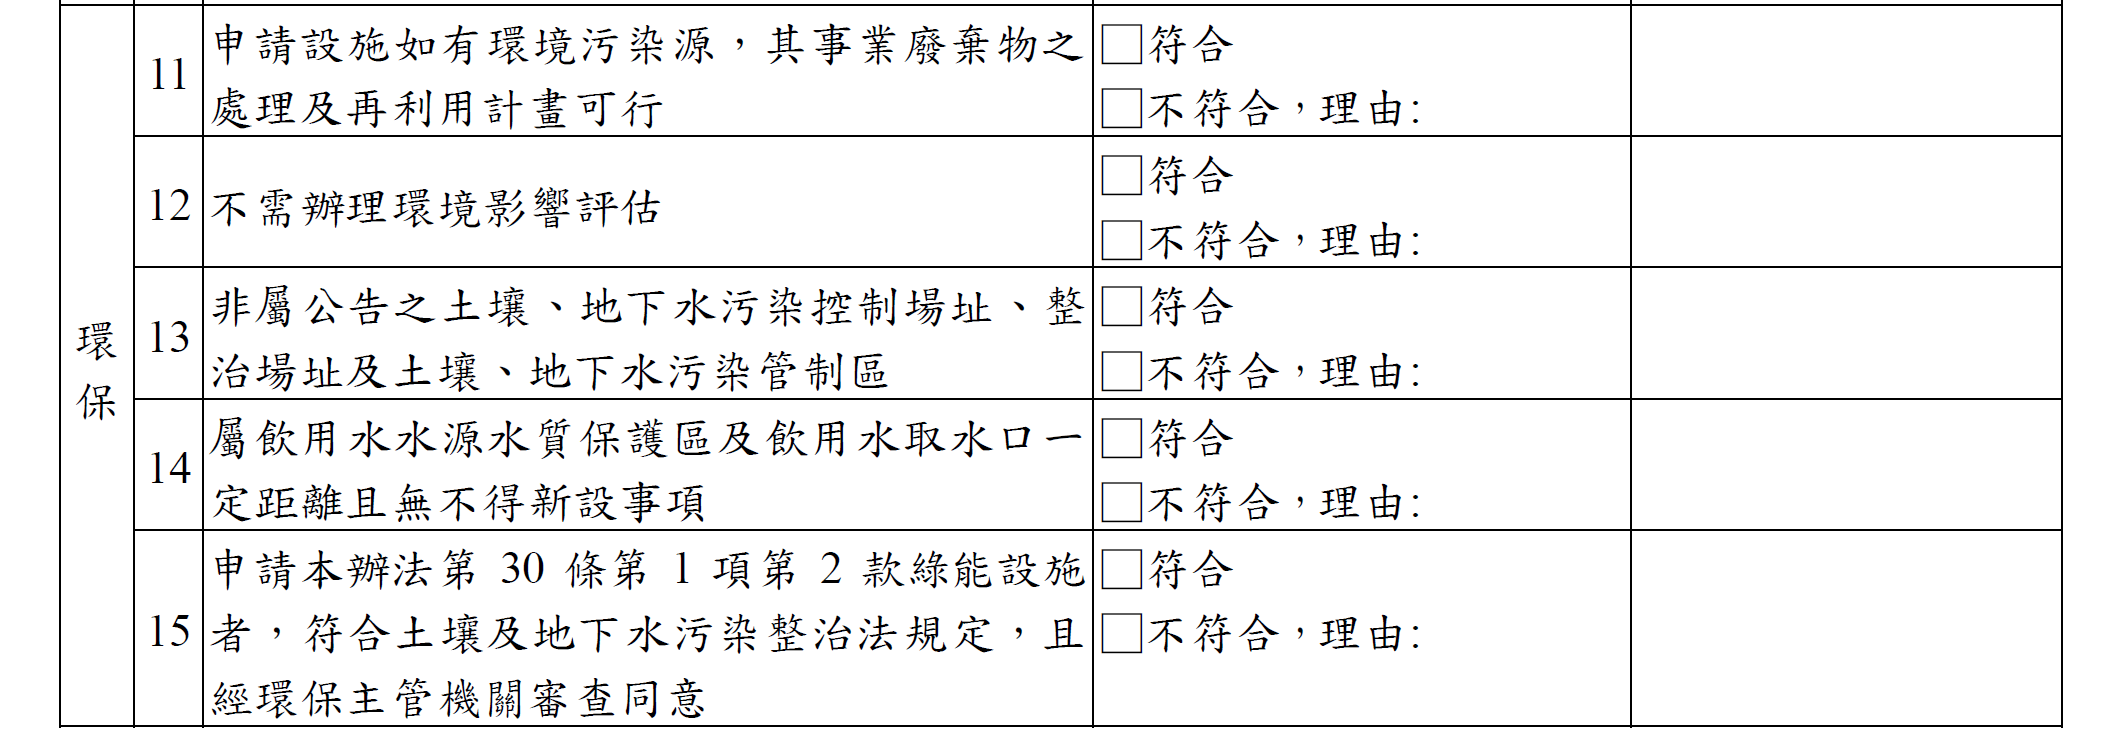 環
保
11
申請設施如有環境污染源，其事業廢棄物之
處理及再利用計畫可行
□符合
□不符合，理由:
12
不需辦理環境影響評估
□符合
□不符合，理由:
13
非屬公告之土壤、地下水污染控制場址、整
治場址及土壤、地下水污染管制區
□符合
□不符合，理由:
14
屬飲用水水源水質保護區及飲用水取水口一
定距離且無不得新設事項
□符合
□不符合，理由:
15
申請本辦法第 30 條第 1 項第 2 款綠能設施
者，符合土壤及地下水污染整治法規定，且
經環保主管機關審查同意
□符合
□不符合，理由: